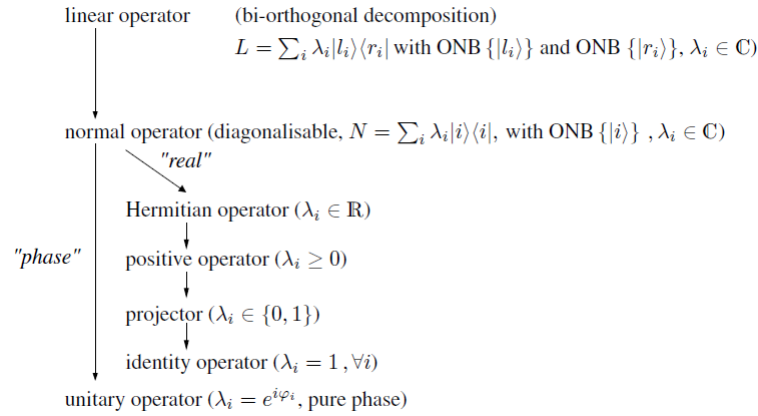 linear operator (bi-orthogonal decomposition)
L = ∑ᵢ λᵢ|lᵢ⟩⟨rᵢ| with ONB {|lᵢ⟩} and ONB {|rᵢ⟩}, λᵢ ∈ ℂ)
normal operator (diagonalisable, N = ∑ᵢ λᵢ|i⟩⟨i|, with ONB {|i⟩} , λᵢ ∈ ℂ)
"real"
Hermitian operator (λᵢ ∈ ℝ)
"phase"
positive operator (λᵢ ≥ 0)
projector (λᵢ ∈ {0, 1})
identity operator (λᵢ = 1 , ∀i)
unitary operator (λᵢ = e^{iφᵢ}, pure phase)